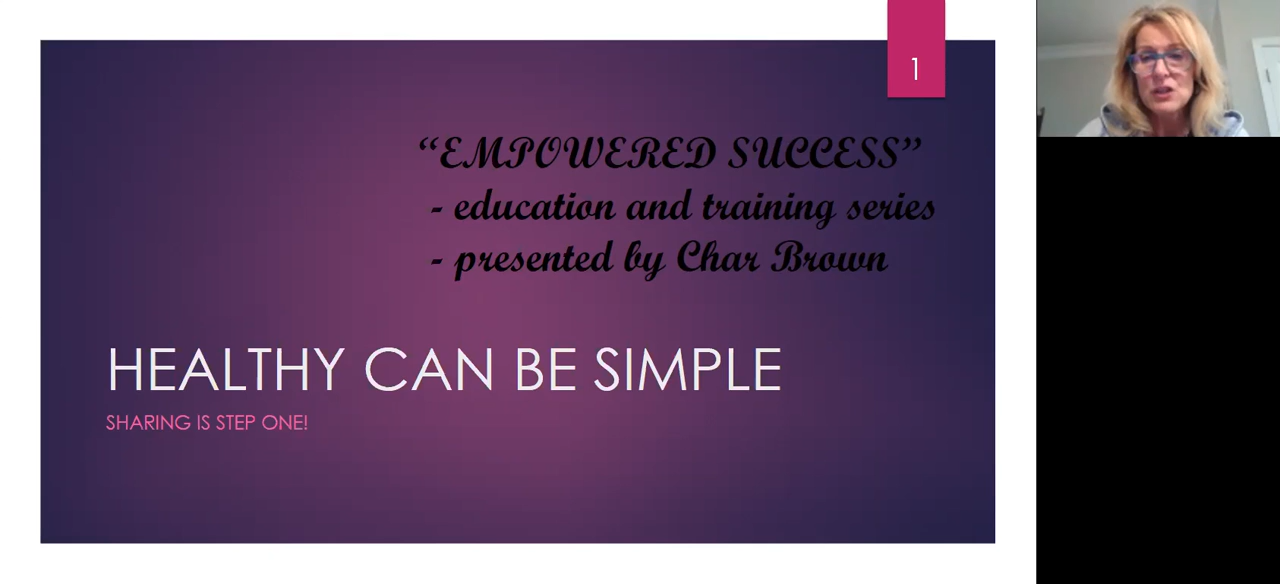 1
“EMPOWERED SUCCESS”
- education and training series
- presented by Char Brown
HEALTHY CAN BE SIMPLE
SHARING IS STEP ONE!